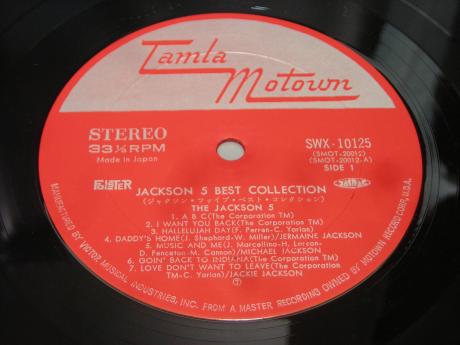 Tamla
Motown
STEREO
33⅓RPM
Made in Japan
SWX-10125
(SMOT-20012)
(SMOT-20012-A)
SIDE 1
JACKSON 5 BEST COLLECTION
(ジャクソン・ファイブ・ベスト・コレクション)
THE JACKSON 5
1. A B C(The Corporation TM)
2. I WANT YOU BACK(The Corporation TM)
3. HALLELUJAH DAY(F. Perren-C. Yarian)
4. DADDY'S HOME(J. Shephard-W. Miller)/JERMAINE JACKSON
5. MUSIC AND ME(J. Marcellino-M. Larson-
D. Fenceton-M. Cannon)/MICHAEL JACKSON
6. GOIN' BACK TO INDIANA(The Corporation TM)
7. LOVE DON'T WANT TO LEAVE(The Corporation
TM-C. Yarian)/JACKIE JACKSON
MANUFACTURED BY VICTOR MUSICAL INDUSTRIES, INC. FROM A MASTER RECORDING OWNED BY MOTOWN RECORD CORP., U.S.A.